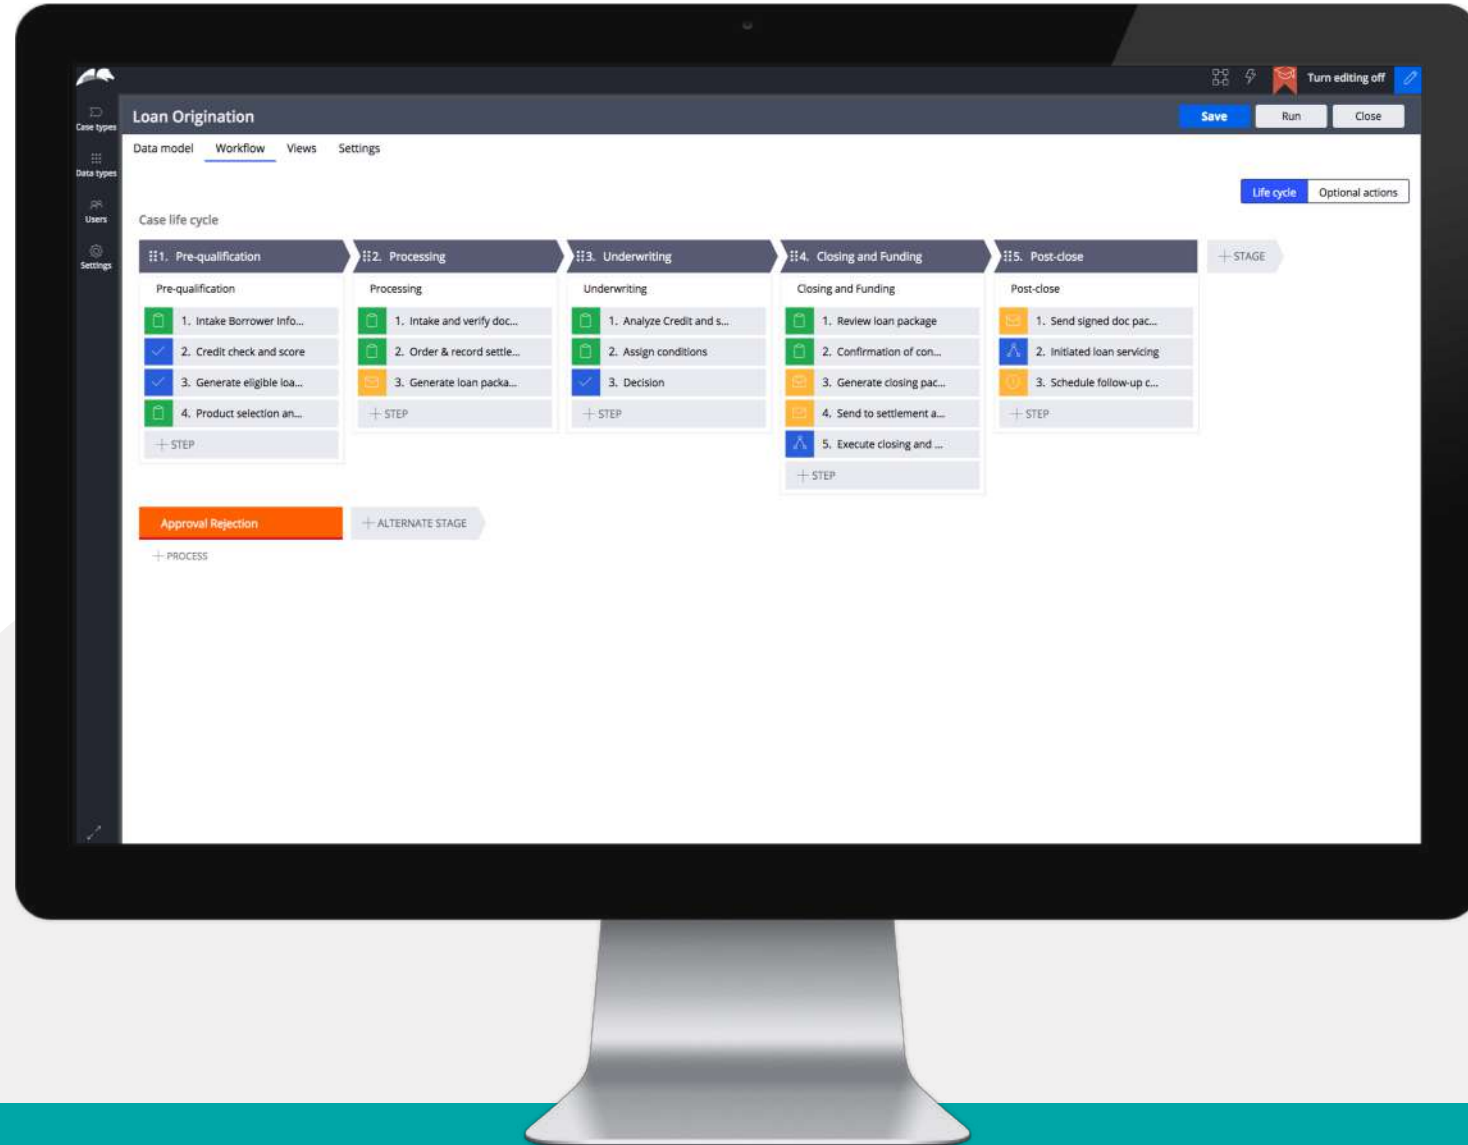 Turn editing off
Case types
Loan Origination
Save
Run
Close
Data model
Workflow
Views
Settings
Data types
Life cycle
Optional actions
Users
Case life cycle
Settings
1. Pre-qualification
2. Processing
3. Underwriting
4. Closing and Funding
5. Post-close
+ STAGE
Pre-qualification
1. Intake Borrower Info...
2. Credit check and score
3. Generate eligible loa...
4. Product selection an...
+ STEP
Processing
1. Intake and verify doc...
2. Order & record settle...
3. Generate loan packa...
+ STEP
Underwriting
1. Analyze Credit and s...
2. Assign conditions
3. Decision
+ STEP
Closing and Funding
1. Review loan package
2. Confirmation of con...
3. Generate closing pac...
4. Send to settlement a...
5. Execute closing and ...
+ STEP
Post-close
1. Send signed doc pac...
2. Initiated loan servicing
3. Schedule follow-up c...
+ STEP
Approval Rejection
+ ALTERNATE STAGE
+ PROCESS